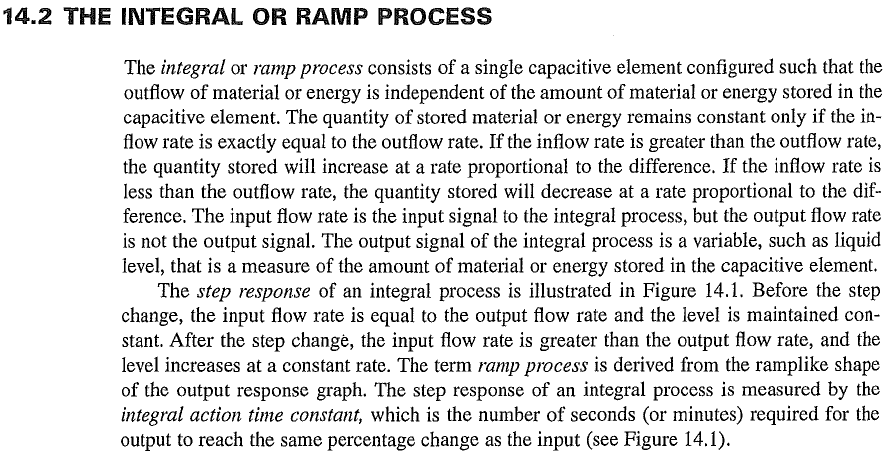 14.2 THE INTEGRAL OR RAMP PROCESS
The integral or ramp process consists of a single capacitive element configured such that the
outflow of material or energy is independent of the amount of material or energy stored in the
capacitive element. The quantity of stored material or energy remains constant only if the in-
flow rate is exactly equal to the outflow rate. If the inflow rate is greater than the outflow rate,
the quantity stored will increase at a rate proportional to the difference. If the inflow rate is
less than the outflow rate, the quantity stored will decrease at a rate proportional to the dif-
ference. The input flow rate is the input signal to the integral process, but the output flow rate
is not the output signal. The output signal of the integral process is a variable, such as liquid
level, that is a measure of the amount of material or energy stored in the capacitive element.
The step response of an integral process is illustrated in Figure 14.1. Before the step
change, the input flow rate is equal to the output flow rate and the level is maintained con-
stant. After the step change, the input flow rate is greater than the output flow rate, and the
level increases at a constant rate. The term ramp process is derived from the ramplike shape
of the output response graph. The step response of an integral process is measured by the
integral action time constant, which is the number of seconds (or minutes) required for the
output to reach the same percentage change as the input (see Figure 14.1).